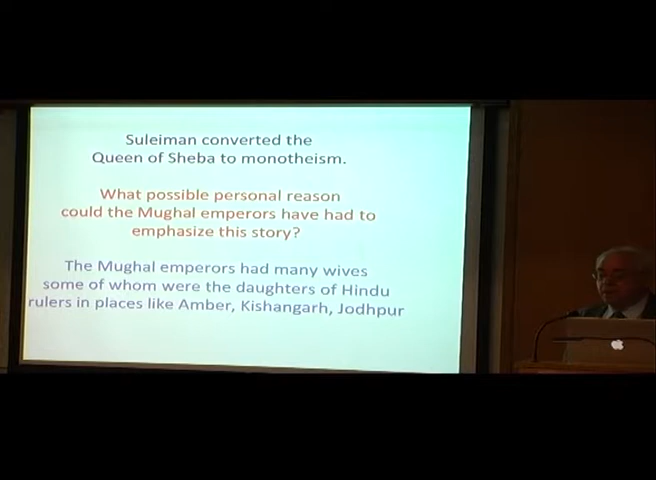 Suleiman converted the
Queen of Sheba to monotheism.
What possible personal reason
could the Mughal emperors have had to
emphasize this story?
The Mughal emperors had many wives
some of whom were the daughters of Hindu
rulers in places like Amber, Kishangarh, Jodhpur